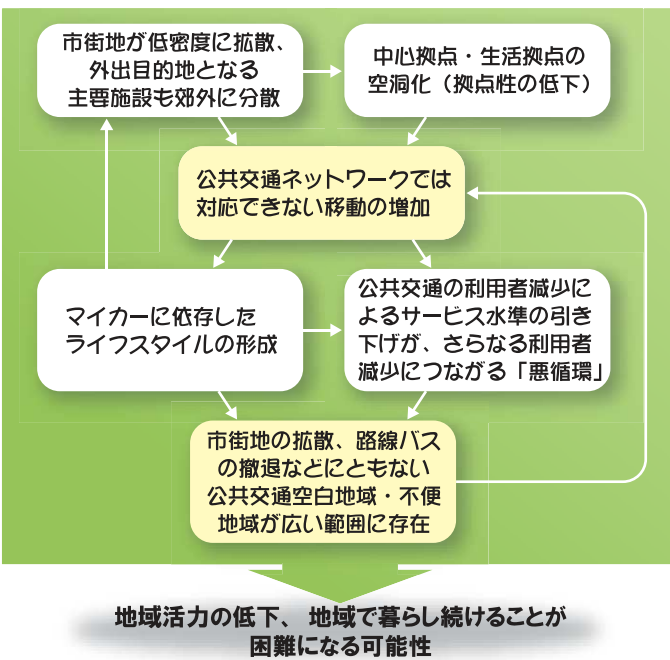 市街地が低密度に拡散、
外出目的地となる
主要施設も郊外に分散
中心拠点・生活拠点の
空洞化（拠点性の低下）
公共交通ネットワークでは
対応できない移動の増加
マイカーに依存した
ライフスタイルの形成
公共交通の利用者減少に
よるサービス水準の引き
下げが、さらなる利用者
減少につながる「悪循環」
市街地の拡散、路線バス
の撤退などにともない
公共交通空白地域・不便
地域が広い範囲に存在
地域活力の低下、地域で暮らし続けることが
困難になる可能性